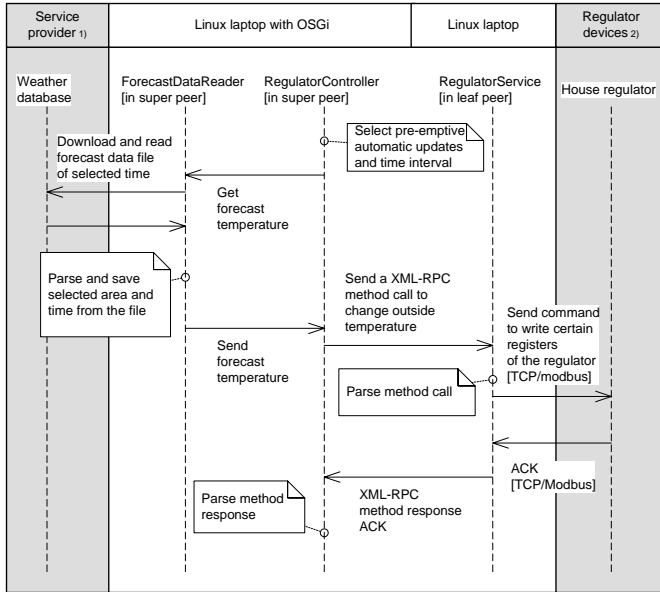 Service
provider 1)
Linux laptop with OSGi
Linux laptop
Regulator
devices 2)
Weather
database
ForecastDataReader
[in super peer]
RegulatorController
[in super peer]
RegulatorService
[in leaf peer]
House regulator
Select pre-emptive
automatic updates
and time interval
Download and read
forecast data file
of selected time
Get
forecast
temperature
Parse and save
selected area and
time from the file
Send a XML-RPC
method call to
change outside
temperature
Send command
to write certain
registers
of the regulator
[TCP/modbus]
Send
forecast
temperature
Parse method call
ACK
[TCP/Modbus]
Parse method
response
XML-RPC
method response
ACK